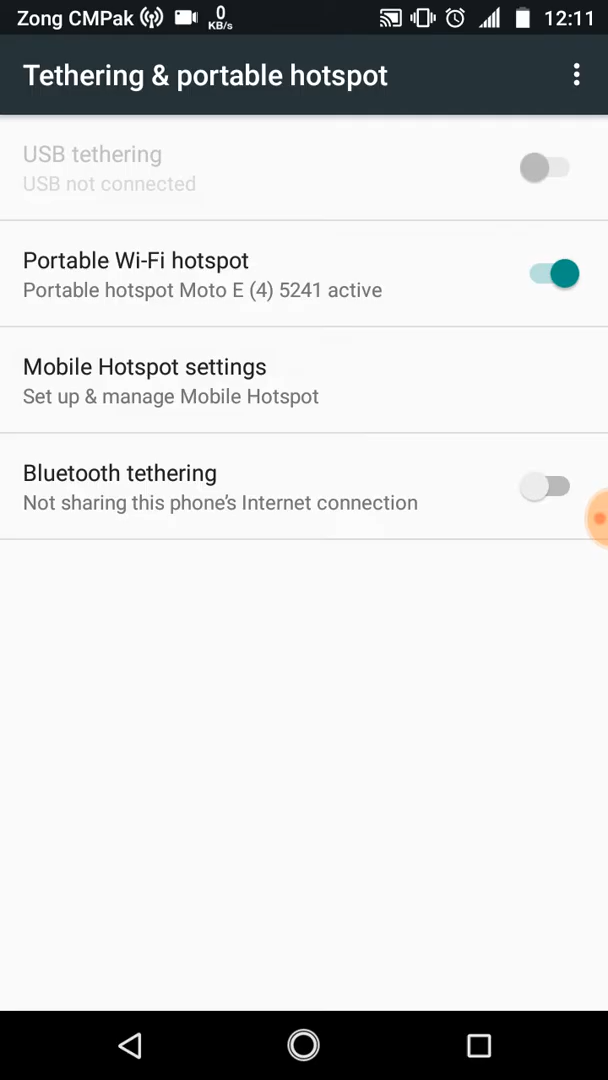 Zong CMPak 0 KB/s 12:11
Tethering & portable hotspot
USB tethering
USB not connected
Portable Wi-Fi hotspot
Portable hotspot Moto E (4) 5241 active
Mobile Hotspot settings
Set up & manage Mobile Hotspot
Bluetooth tethering
Not sharing this phone’s Internet connection